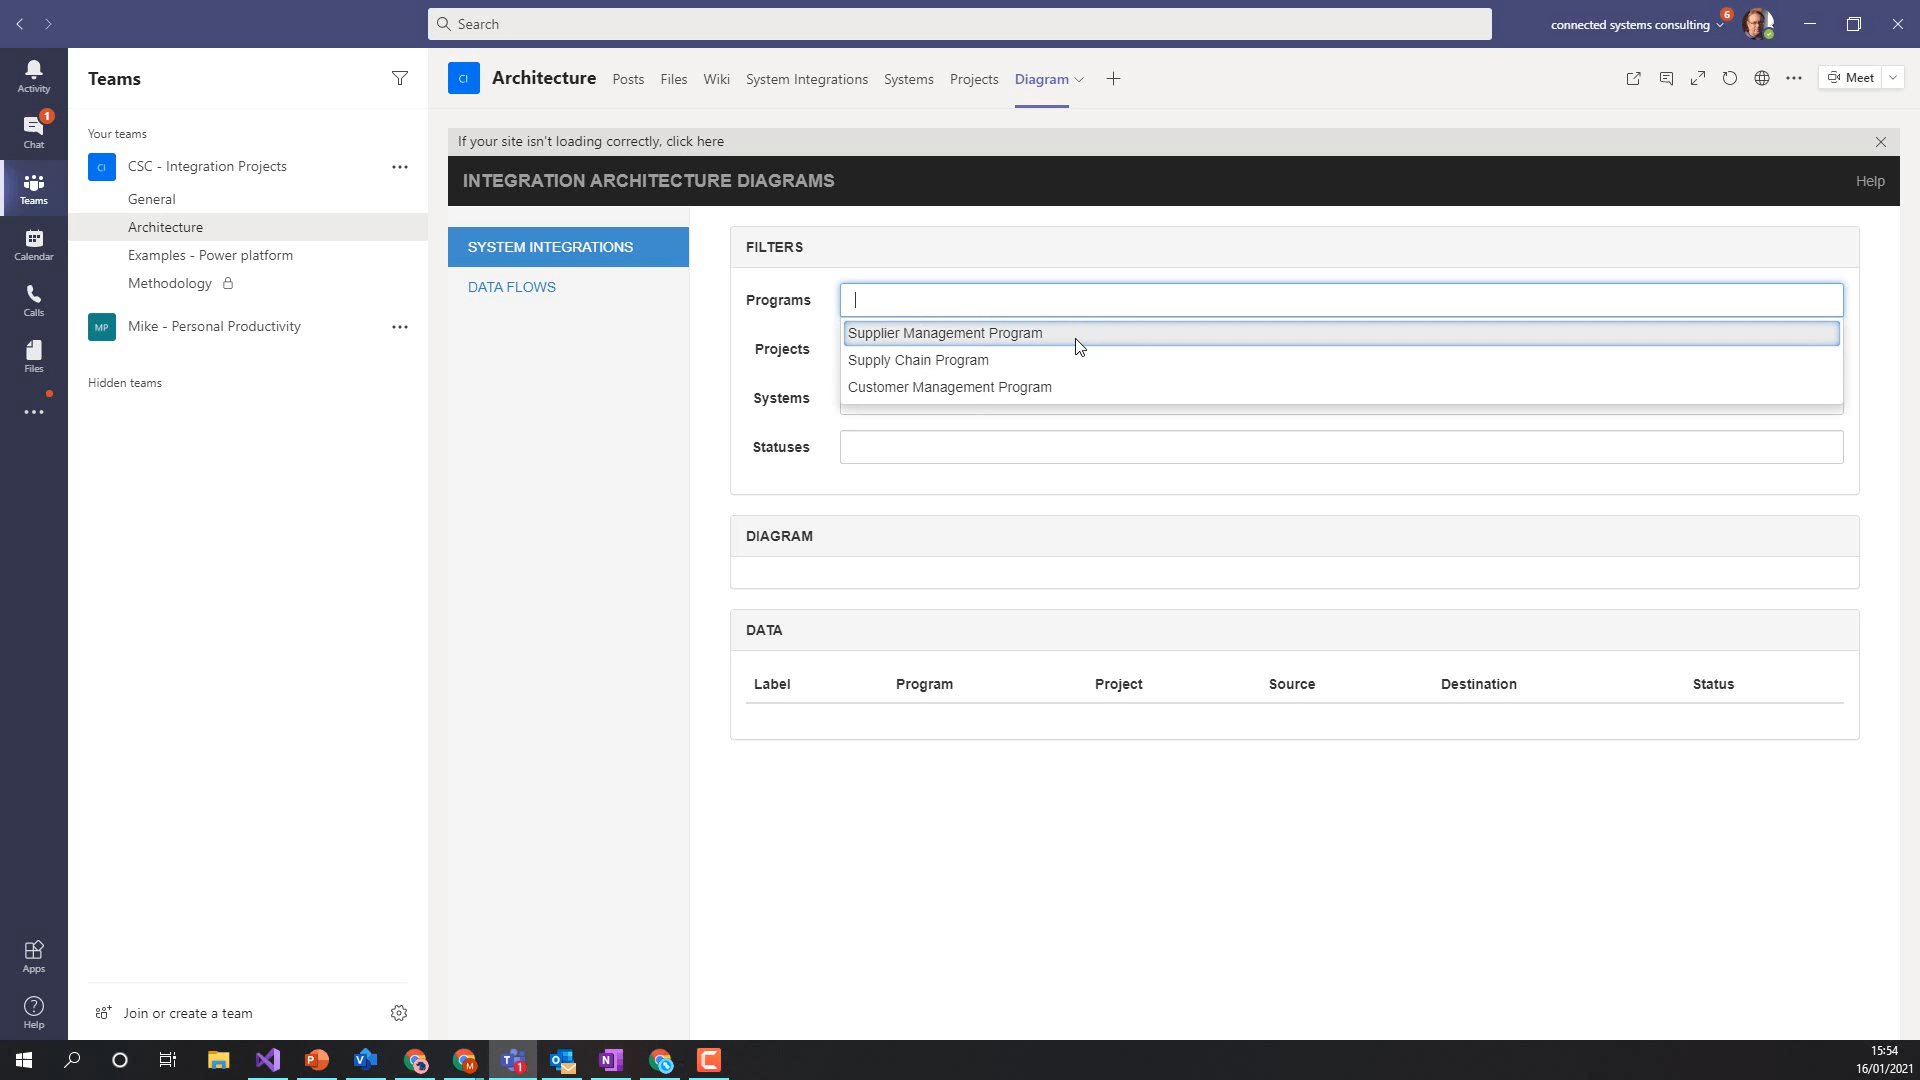 Search
connected systems consulting
6
Activity
Chat
1
Teams
Calendar
Calls
Files
Apps
Help
Teams
Your teams
CI
CSC - Integration Projects
General
Architecture
Examples - Power platform
Methodology
MP
Mike - Personal Productivity
Hidden teams
Join or create a team
CI
Architecture
Posts
Files
Wiki
System Integrations
Systems
Projects
Diagram
Meet
If your site isn't loading correctly, click here
INTEGRATION ARCHITECTURE DIAGRAMS
Help
SYSTEM INTEGRATIONS
DATA FLOWS
FILTERS
Programs
Supplier Management Program
Supply Chain Program
Customer Management Program
Projects
Systems
Statuses
DIAGRAM
DATA
Label Program Project Source Destination Status
15:54
16/01/2021